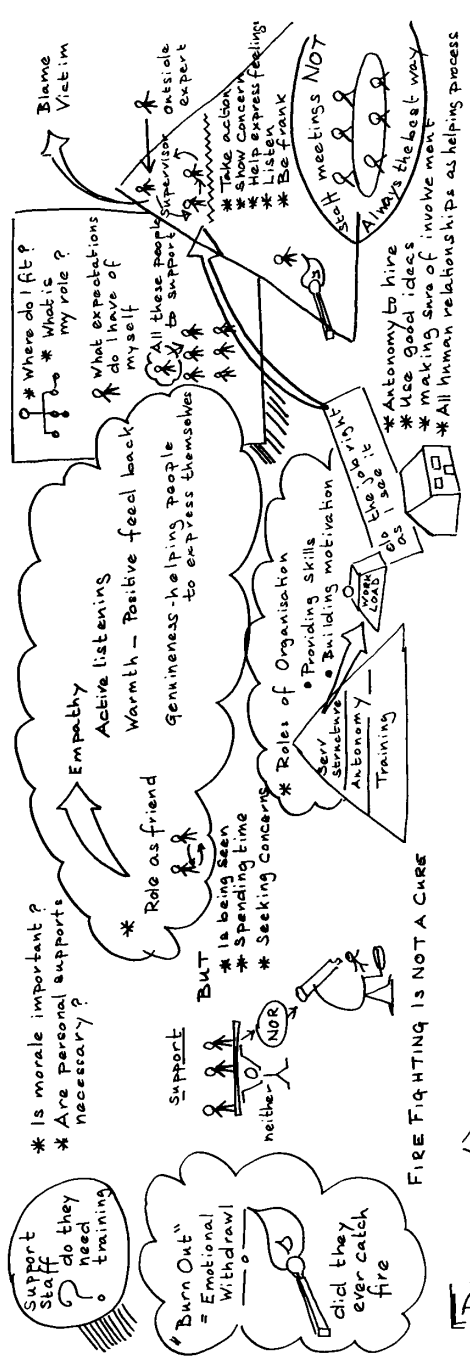 Support
Staff
? do they
need
training
"Burn Out"
= Emotional
Withdrawl
did they
ever catch
fire
* Is morale important?
* Are personal supports
necessary?
Support
neither
NOR
BUT
* Is being seen
* Spending time
* Seeking Concerns
FIRE FIGHTING IS NOT A CURE
* Role as friend
Empathy
Active listening
Warmth - Positive feed back
Genuineness - helping people
to express themselves
* Roles of Organisation
• Providing skills
• Building motivation
Serv
structure
Autonomy
Training
WORK
LOAD
do the job right
as I see it
* Where do I fit?
* What is
my role?
What expectations
do I have of
myself
All these people
to support
Supervisor
Outside
expert
Blame
Victim
* Take action
* Show Concern
* Help express feelings
* Listen
* Be frank
Staff meetings NOT
Always the best way
* Autonomy to hire
* Use good ideas
* making sure of involvement
* All human relationships as helping process